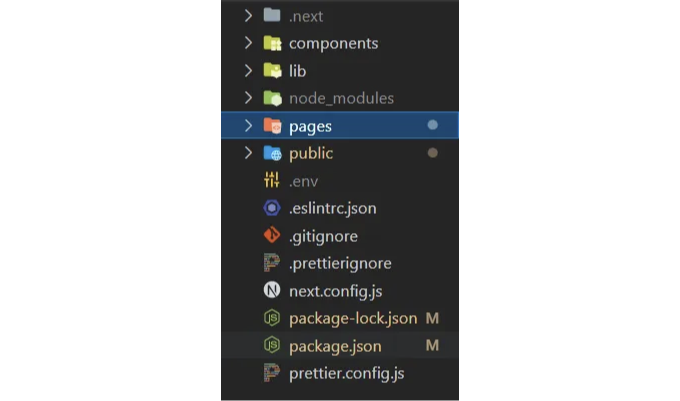 .next
components
lib
node_modules
pages
public
.env
.eslintrc.json
.gitignore
.prettierignore
next.config.js
package-lock.json M
package.json M
prettier.config.js